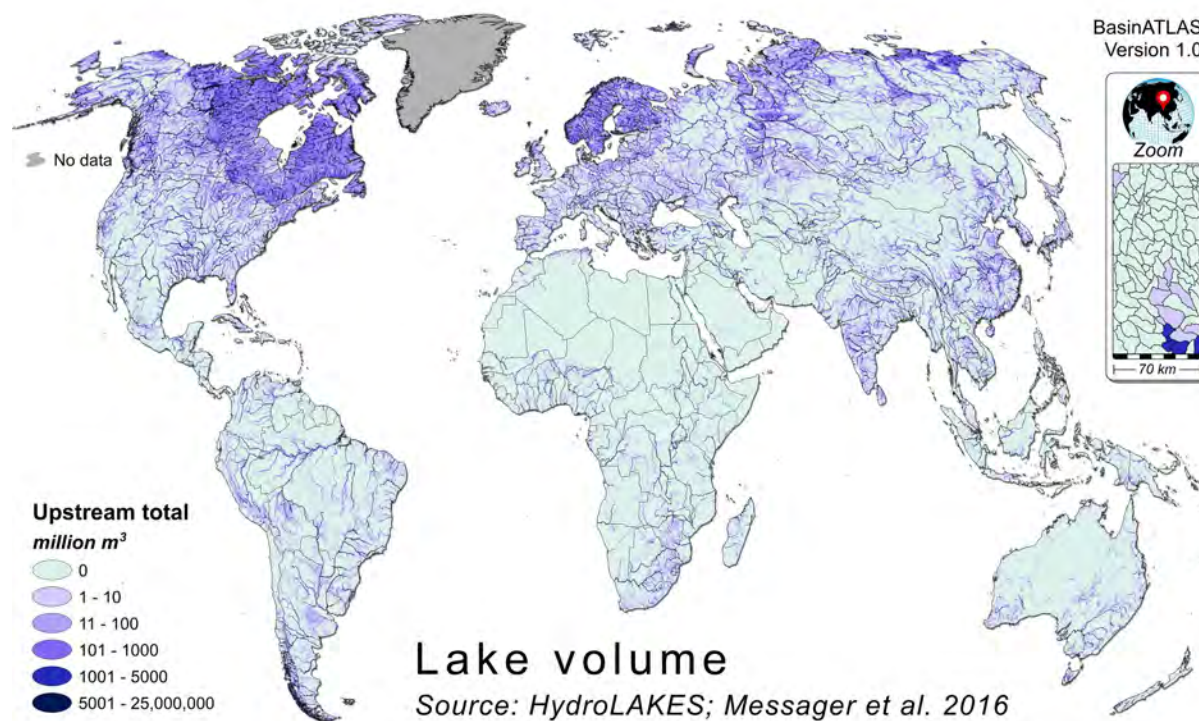 BasinATLAS
Version 1.0
Zoom
70 km
No data
Upstream total
million m³
0
1 - 10
11 - 100
101 - 1000
1001 - 5000
5001 - 25,000,000
Lake volume
Source: HydroLAKES; Messager et al. 2016